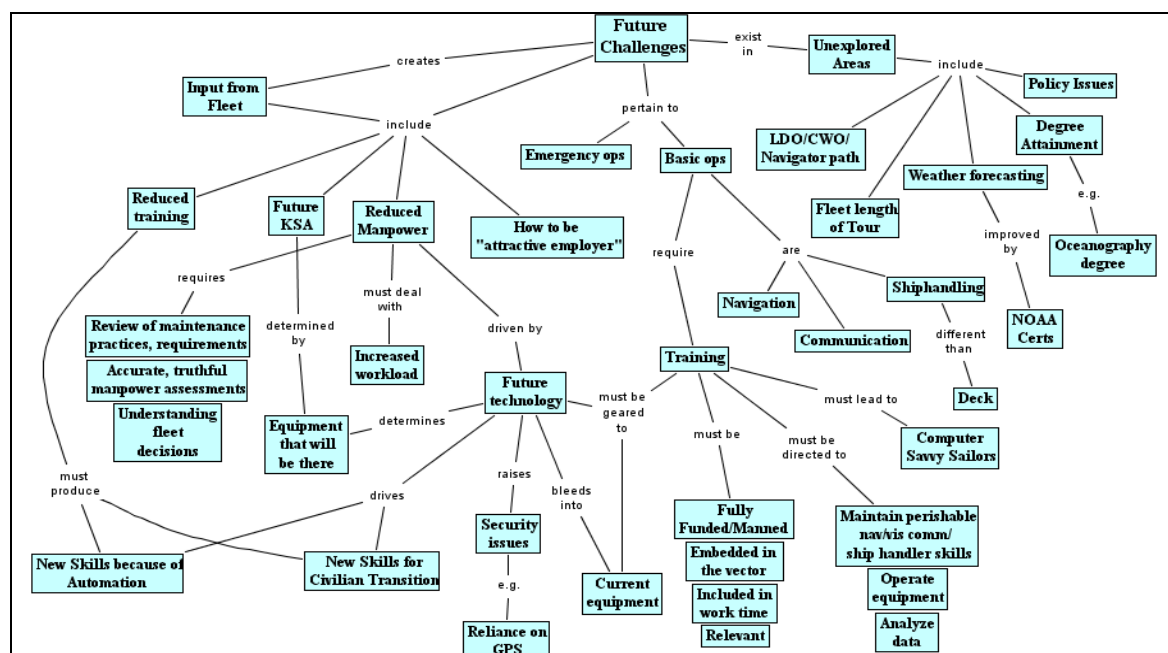 Future
Challenges
exist
in
Unexplored
Areas
creates
include
Input from
Fleet
Policy Issues
pertain to
include
LDO/CWO/
Navigator path
Degree
Attainment
Emergency ops
Basic ops
Weather forecasting
Reduced
training
Future
KSA
Reduced
Manpower
How to be
"attractive employer"
Fleet length
of Tour
e.g.
improved
by
Oceanography
degree
requires
must deal
with
require
are
Shiphandling
Navigation
Review of maintenance
practices, requirements
determined
by
driven by
Communication
different
than
NOAA
Certs
Accurate, truthful
manpower assessments
Increased
workload
Training
Understanding
fleet
decisions
Future
technology
must be
geared
to
Deck
must lead to
Equipment
that will
be there
determines
must be
must be
directed to
Computer
Savvy Sailors
must
produce
drives
raises
bleeds
into
Fully
Funded/Manned
Maintain perishable
nav/vis comm/
ship handler skills
Security
issues
Embedded in
the vector
New Skills because of
Automation
New Skills for
Civilian Transition
e.g.
Current
equipment
Included in
work time
Operate
equipment
Relevant
Analyze
data
Reliance on
GPS